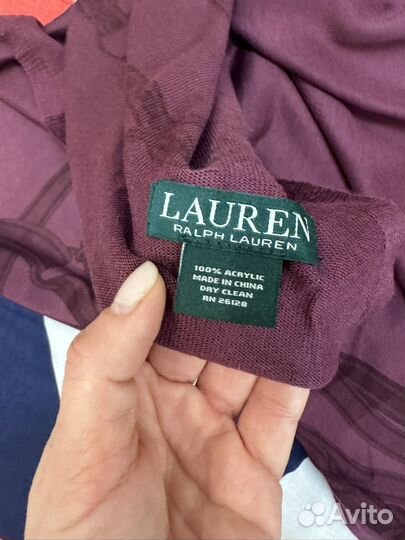 LAUREN
RALPH LAUREN
100% ACRYLIC
MADE IN CHINA
DRY CLEAN
RN 26128
Avito